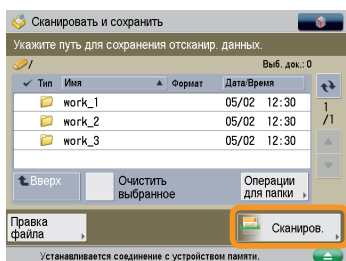 Сканировать и сохранить
Укажите путь для сохранения отсканир. данных.
/ Выб. док.: 0
Тип Имя Формат Дата/Время
work_1 05/02 12:30
work_2 05/02 12:30
work_3 05/02 12:30
1
/1
Вверх
Очистить
выбранное
Операции
для папки
Правка
файла
Сканиров.
Устанавливается соединение с устройством памяти.